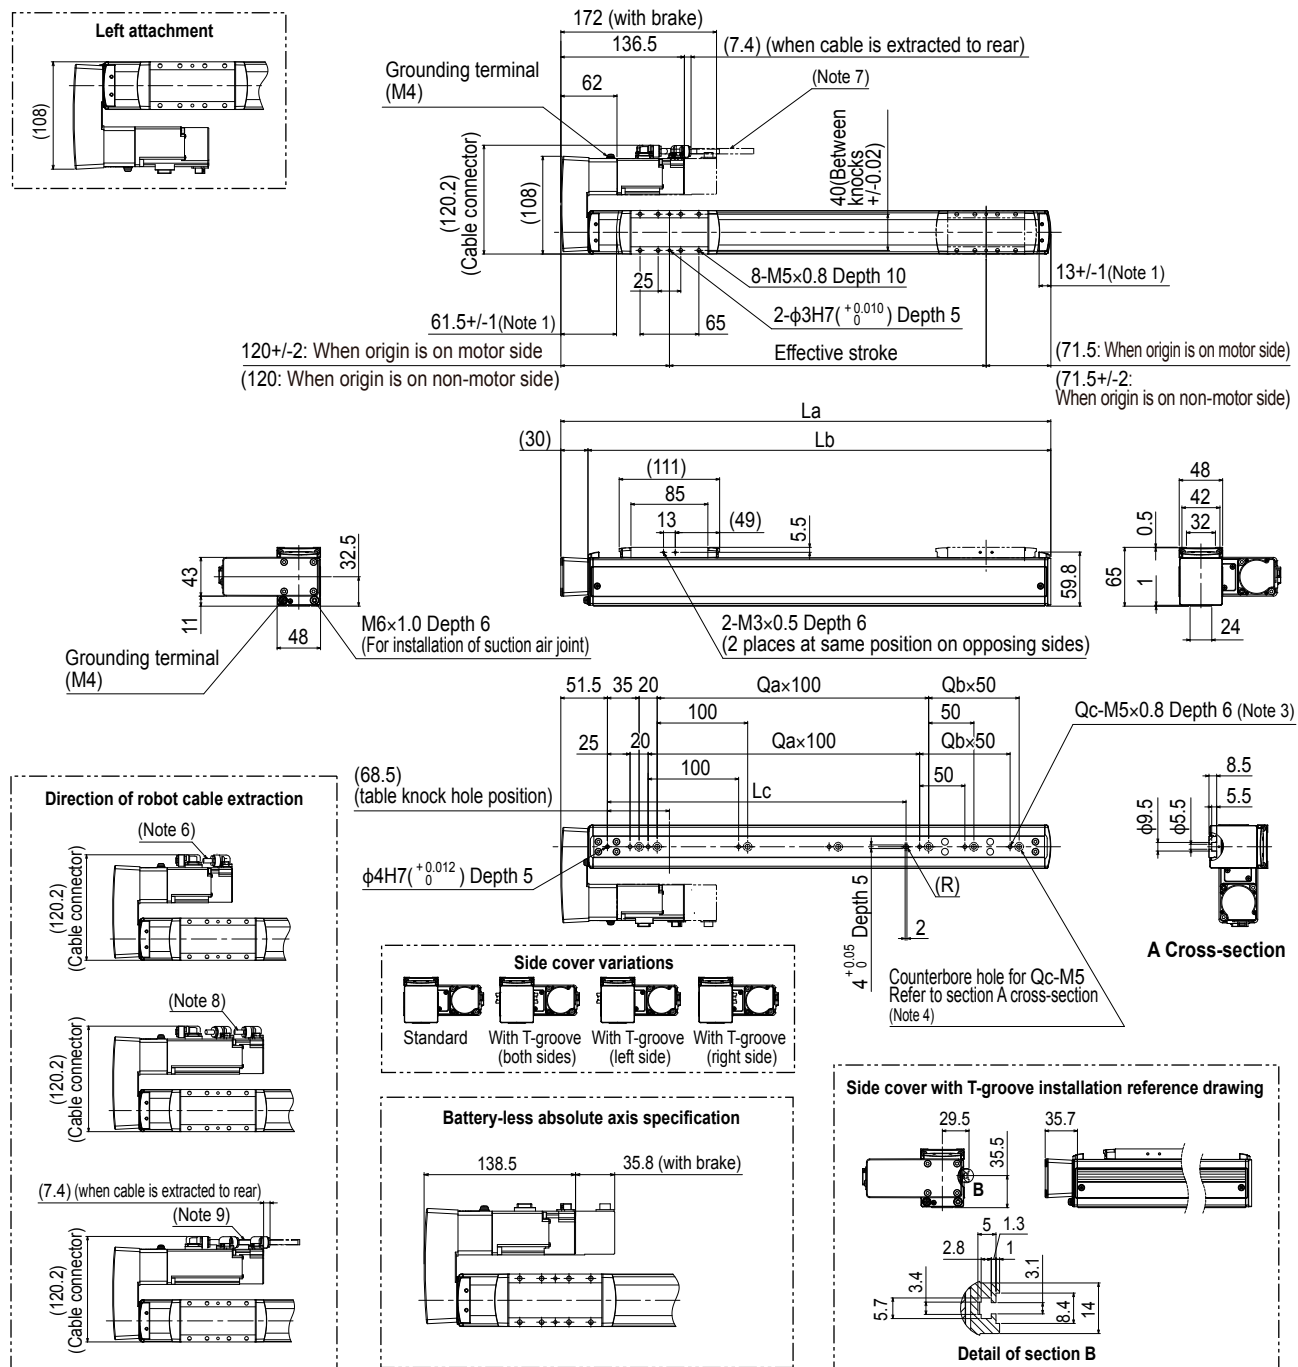 Left attachment
(108)
172 (with brake)
136.5
(7.4) (when cable is extracted to rear)
Grounding terminal
(M4)
62
(Note 7)
(120.2)
(Cable connector)
(108)
40(Between
knocks
+/-0.02)
25
8-M5×0.8 Depth 10
13+/-1(Note 1)
61.5+/-1(Note 1)
65
2-ϕ3H7( +0.010 0 ) Depth 5
120+/-2: When origin is on motor side
(120: When origin is on non-motor side)
Effective stroke
(71.5: When origin is on motor side)
(71.5+/-2:
When origin is on non-motor side)
La
(30)
Lb
(111)
85
13
(49)
5.5
59.8
48
42
32
0.5
65
1
24
43
11
32.5
48
M6×1.0 Depth 6
(For installation of suction air joint)
Grounding terminal
(M4)
2-M3×0.5 Depth 6
(2 places at same position on opposing sides)
51.5
35
20
Qa×100
Qb×50
100
50
Qc-M5×0.8 Depth 6 (Note 3)
25
20
Qa×100
Qb×50
100
50
(68.5)
(table knock hole position)
Lc
ϕ4H7( +0.012 0 ) Depth 5
4 +0.05 0 Depth 5
(R)
2
Counterbore hole for Qc-M5
Refer to section A cross-section
(Note 4)
8.5
5.5
ϕ9.5
ϕ5.5
A Cross-section
Direction of robot cable extraction
(Note 6)
(120.2)
(Cable connector)
(Note 8)
(120.2)
(Cable connector)
(7.4) (when cable is extracted to rear)
(Note 9)
(120.2)
(Cable connector)
Side cover variations
Standard
With T-groove
(both sides)
With T-groove
(left side)
With T-groove
(right side)
Battery-less absolute axis specification
138.5
35.8 (with brake)
Side cover with T-groove installation reference drawing
29.5
35.5
35.7
B
5
1.3
2.8
1
3.4
3.1
5.7
8.4
14
Detail of section B